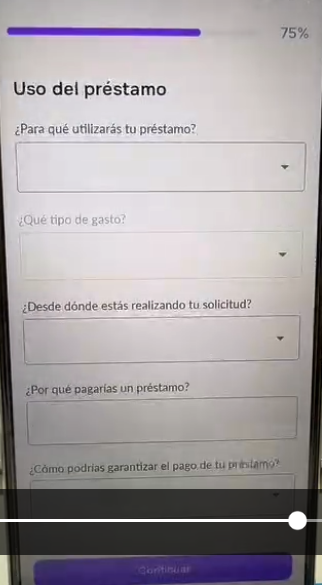 75%
Uso del préstamo
¿Para qué utilizarás tu préstamo?
¿Qué tipo de gasto?
¿Desde dónde estás realizando tu solicitud?
¿Por qué pagarías un préstamo?
¿Cómo podrías garantizar el pago de tu préstamo?
Continuar